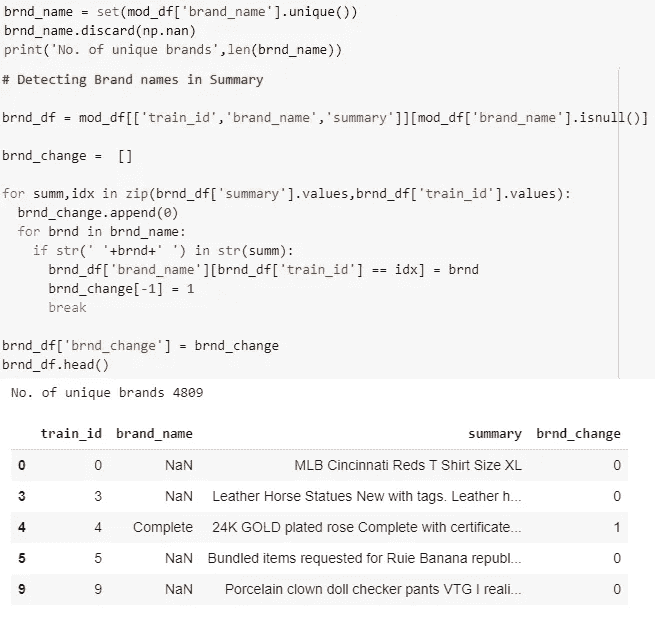 brnd_name = set(mod_df['brand_name'].unique())
brnd_name.discard(np.nan)
print('No. of unique brands',len(brnd_name))
# Detecting Brand names in Summary
brnd_df = mod_df[['train_id','brand_name','summary']][mod_df['brand_name'].isnull()]
brnd_change =  []
for summ,idx in zip(brnd_df['summary'].values,brnd_df['train_id'].values):
  brnd_change.append(0)
  for brnd in brnd_name:
    if str(' '+brnd+' ') in str(summ):
      brnd_df['brand_name'][brnd_df['train_id'] == idx] = brnd
      brnd_change[-1] = 1
      break
brnd_df['brnd_change'] = brnd_change
brnd_df.head()
No. of unique brands 4809
train_id brand_name summary brnd_change
0 0 NaN MLB Cincinnati Reds T Shirt Size XL 0
3 3 NaN Leather Horse Statues New with tags. Leather h... 0
4 4 Complete 24K GOLD plated rose Complete with certificate... 1
5 5 NaN Bundled items requested for Ruie Banana republ... 0
9 9 NaN Porcelain clown doll checker pants VTG I reali... 0